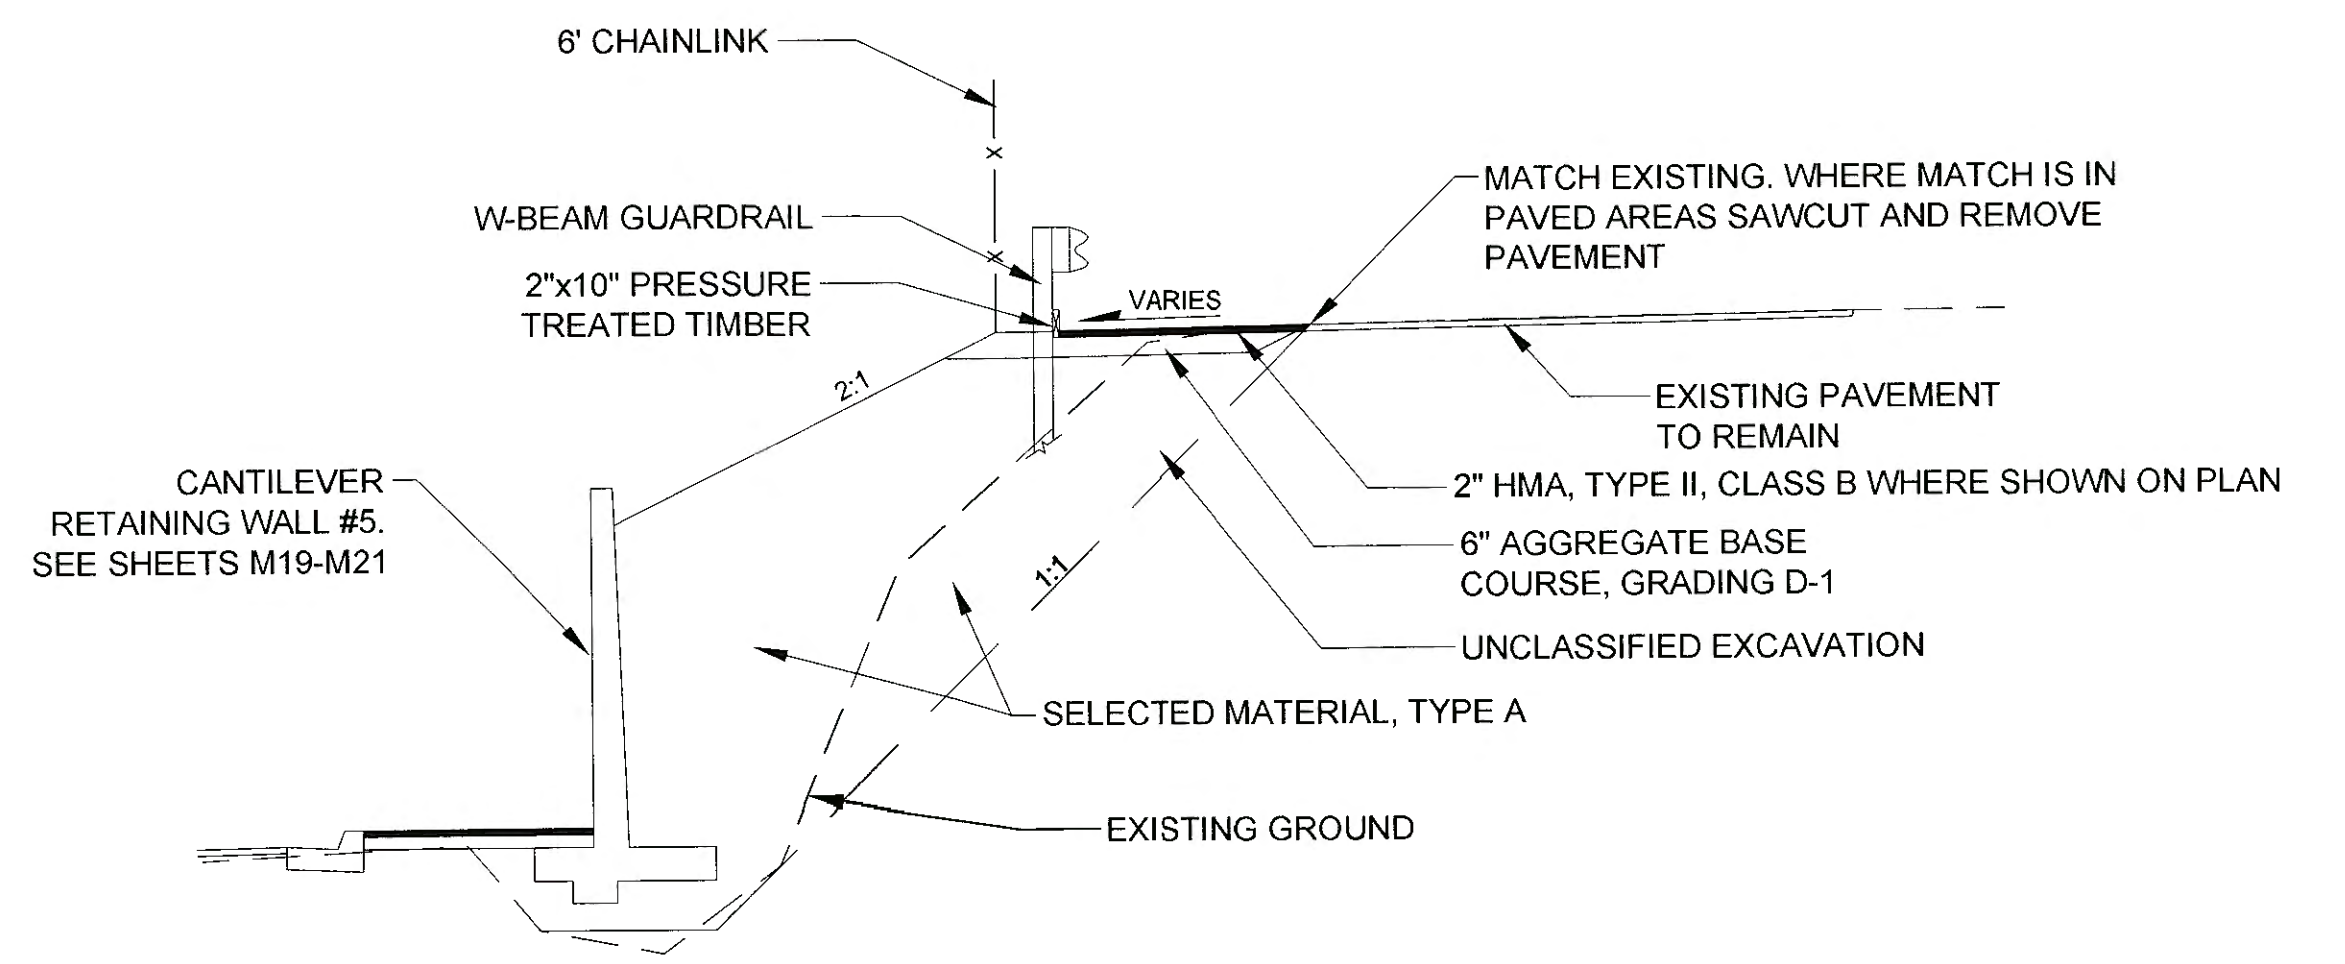 6' CHAINLINK
W-BEAM GUARDRAIL
2"x10" PRESSURE
TREATED TIMBER
VARIES
MATCH EXISTING. WHERE MATCH IS IN
PAVED AREAS SAWCUT AND REMOVE
PAVEMENT
2:1
EXISTING PAVEMENT
TO REMAIN
CANTILEVER
RETAINING WALL #5.
SEE SHEETS M19-M21
2" HMA, TYPE II, CLASS B WHERE SHOWN ON PLAN
6" AGGREGATE BASE
COURSE, GRADING D-1
1:1
UNCLASSIFIED EXCAVATION
SELECTED MATERIAL, TYPE A
EXISTING GROUND